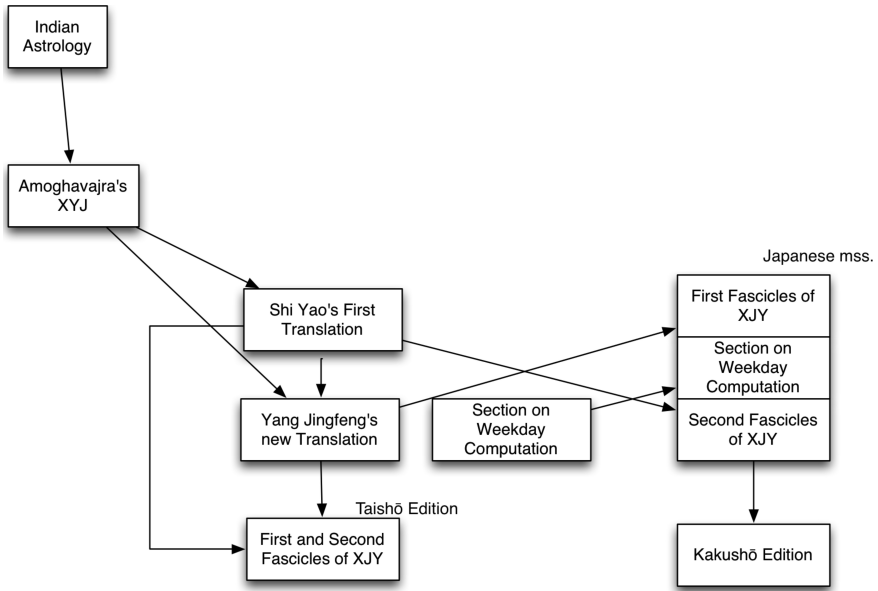 Indian
Astrology
Amoghavajra's
XYJ
Japanese mss.
Shi Yao's First
Translation
First Fascicles of
XJY
Section on
Weekday
Computation
Yang Jingfeng's
new Translation
Section on
Weekday
Computation
Second Fascicles
of XJY
Taishō Edition
First and Second
Fascicles of XJY
Kakushō Edition